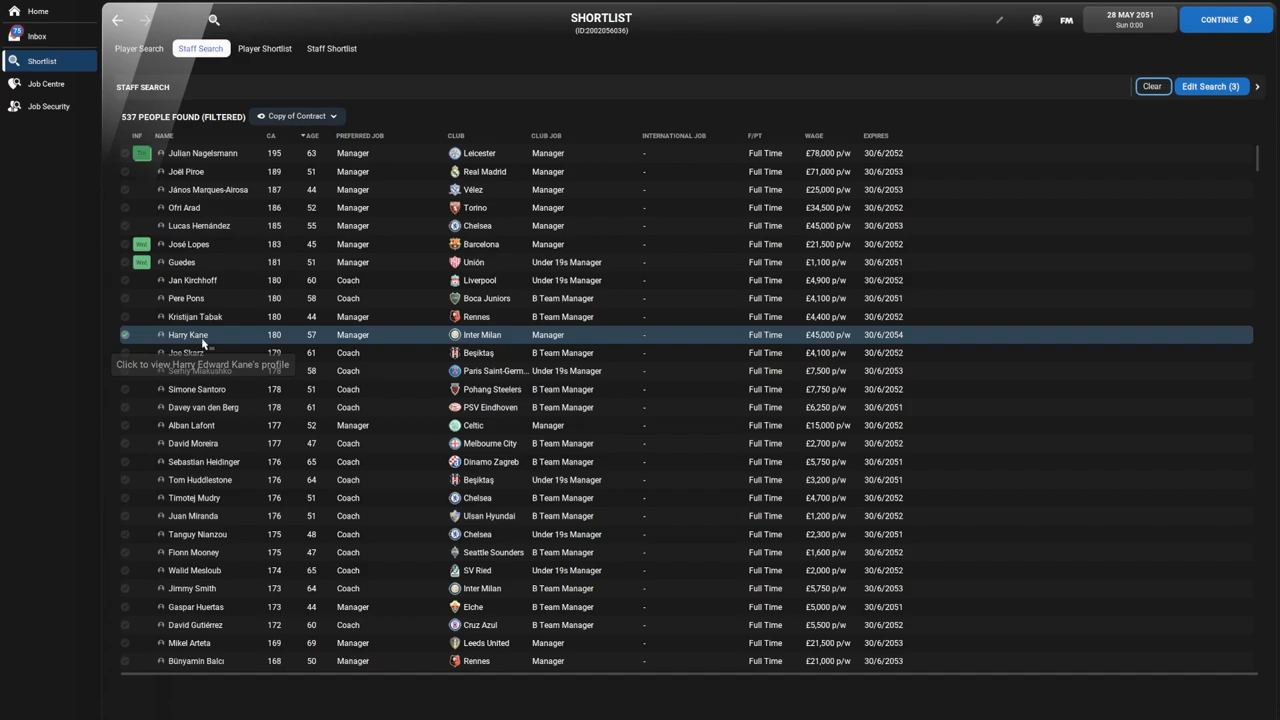 Home
75
Inbox
Shortlist
Job Centre
Job Security
SHORTLIST
(ID:2002056036)
FM
28 MAY 2051
Sun 0:00
CONTINUE
Player Search Staff Search Player Shortlist Staff Shortlist
STAFF SEARCH
Clear
Edit Search (3)
537 PEOPLE FOUND (FILTERED) Copy of Contract
INF NAME CA AGE PREFERRED JOB CLUB CLUB JOB INTERNATIONAL JOB F/PT WAGE EXPIRES
Julian Nagelsmann 195 63 Manager Leicester Manager - Full Time £78,000 p/w 30/6/2052
Joël Piroe 189 51 Manager Real Madrid Manager - Full Time £71,000 p/w 30/6/2053
János Marques-Airosa 187 44 Manager Vélez Manager - Full Time £25,000 p/w 30/6/2053
Ofri Arad 186 52 Manager Torino Manager - Full Time £34,500 p/w 30/6/2052
Lucas Hernández 185 55 Manager Chelsea Manager - Full Time £45,000 p/w 30/6/2053
Wnt José Lopes 183 45 Manager Barcelona Manager - Full Time £21,500 p/w 30/6/2052
Wnt Guedes 181 51 Manager Unión Under 19s Manager - Full Time £1,100 p/w 30/6/2051
Jan Kirchhoff 180 60 Coach Liverpool Under 19s Manager - Full Time £4,900 p/w 30/6/2052
Pere Pons 180 58 Coach Boca Juniors B Team Manager - Full Time £4,100 p/w 30/6/2051
Kristijan Tabak 180 44 Manager Rennes B Team Manager - Full Time £4,400 p/w 30/6/2052
Harry Kane 180 57 Manager Inter Milan Manager - Full Time £45,000 p/w 30/6/2054
Joe Skarz 179 61 Coach Beşiktaş B Team Manager - Full Time £4,100 p/w 30/6/2052
Click to view Harry Edward Kane's profile
Serhiy Miakushko 178 58 Coach Paris Saint-Germ... Under 19s Manager - Full Time £7,500 p/w 30/6/2053
Simone Santoro 178 51 Coach Pohang Steelers B Team Manager - Full Time £7,750 p/w 30/6/2052
Davey van den Berg 178 61 Coach PSV Eindhoven B Team Manager - Full Time £6,250 p/w 30/6/2051
Alban Lafont 177 52 Manager Celtic Manager - Full Time £15,000 p/w 30/6/2052
David Moreira 177 47 Coach Melbourne City B Team Manager - Full Time £2,700 p/w 30/6/2052
Sebastian Heidinger 176 65 Coach Dinamo Zagreb B Team Manager - Full Time £5,750 p/w 30/6/2051
Tom Huddlestone 176 64 Coach Beşiktaş Under 19s Manager - Full Time £3,200 p/w 30/6/2051
Timotej Mudry 176 51 Coach Chelsea B Team Manager - Full Time £4,700 p/w 30/6/2052
Juan Miranda 176 51 Coach Ulsan Hyundai B Team Manager - Full Time £1,200 p/w 30/6/2052
Tanguy Nianzou 175 48 Coach Chelsea Under 19s Manager - Full Time £2,300 p/w 30/6/2051
Fionn Mooney 175 47 Coach Seattle Sounders B Team Manager - Full Time £1,600 p/w 30/6/2052
Walid Mesloub 174 65 Coach SV Ried Under 19s Manager - Full Time £2,000 p/w 30/6/2052
Jimmy Smith 173 64 Coach Inter Milan B Team Manager - Full Time £5,750 p/w 30/6/2053
Gaspar Huertas 173 44 Manager Elche B Team Manager - Full Time £5,000 p/w 30/6/2051
David Gutiérrez 172 60 Coach Cruz Azul B Team Manager - Full Time £5,500 p/w 30/6/2052
Mikel Arteta 169 69 Manager Leeds United Manager - Full Time £21,500 p/w 30/6/2053
Bünyamin Balcı 168 50 Manager Rennes Manager - Full Time £21,000 p/w 30/6/2053